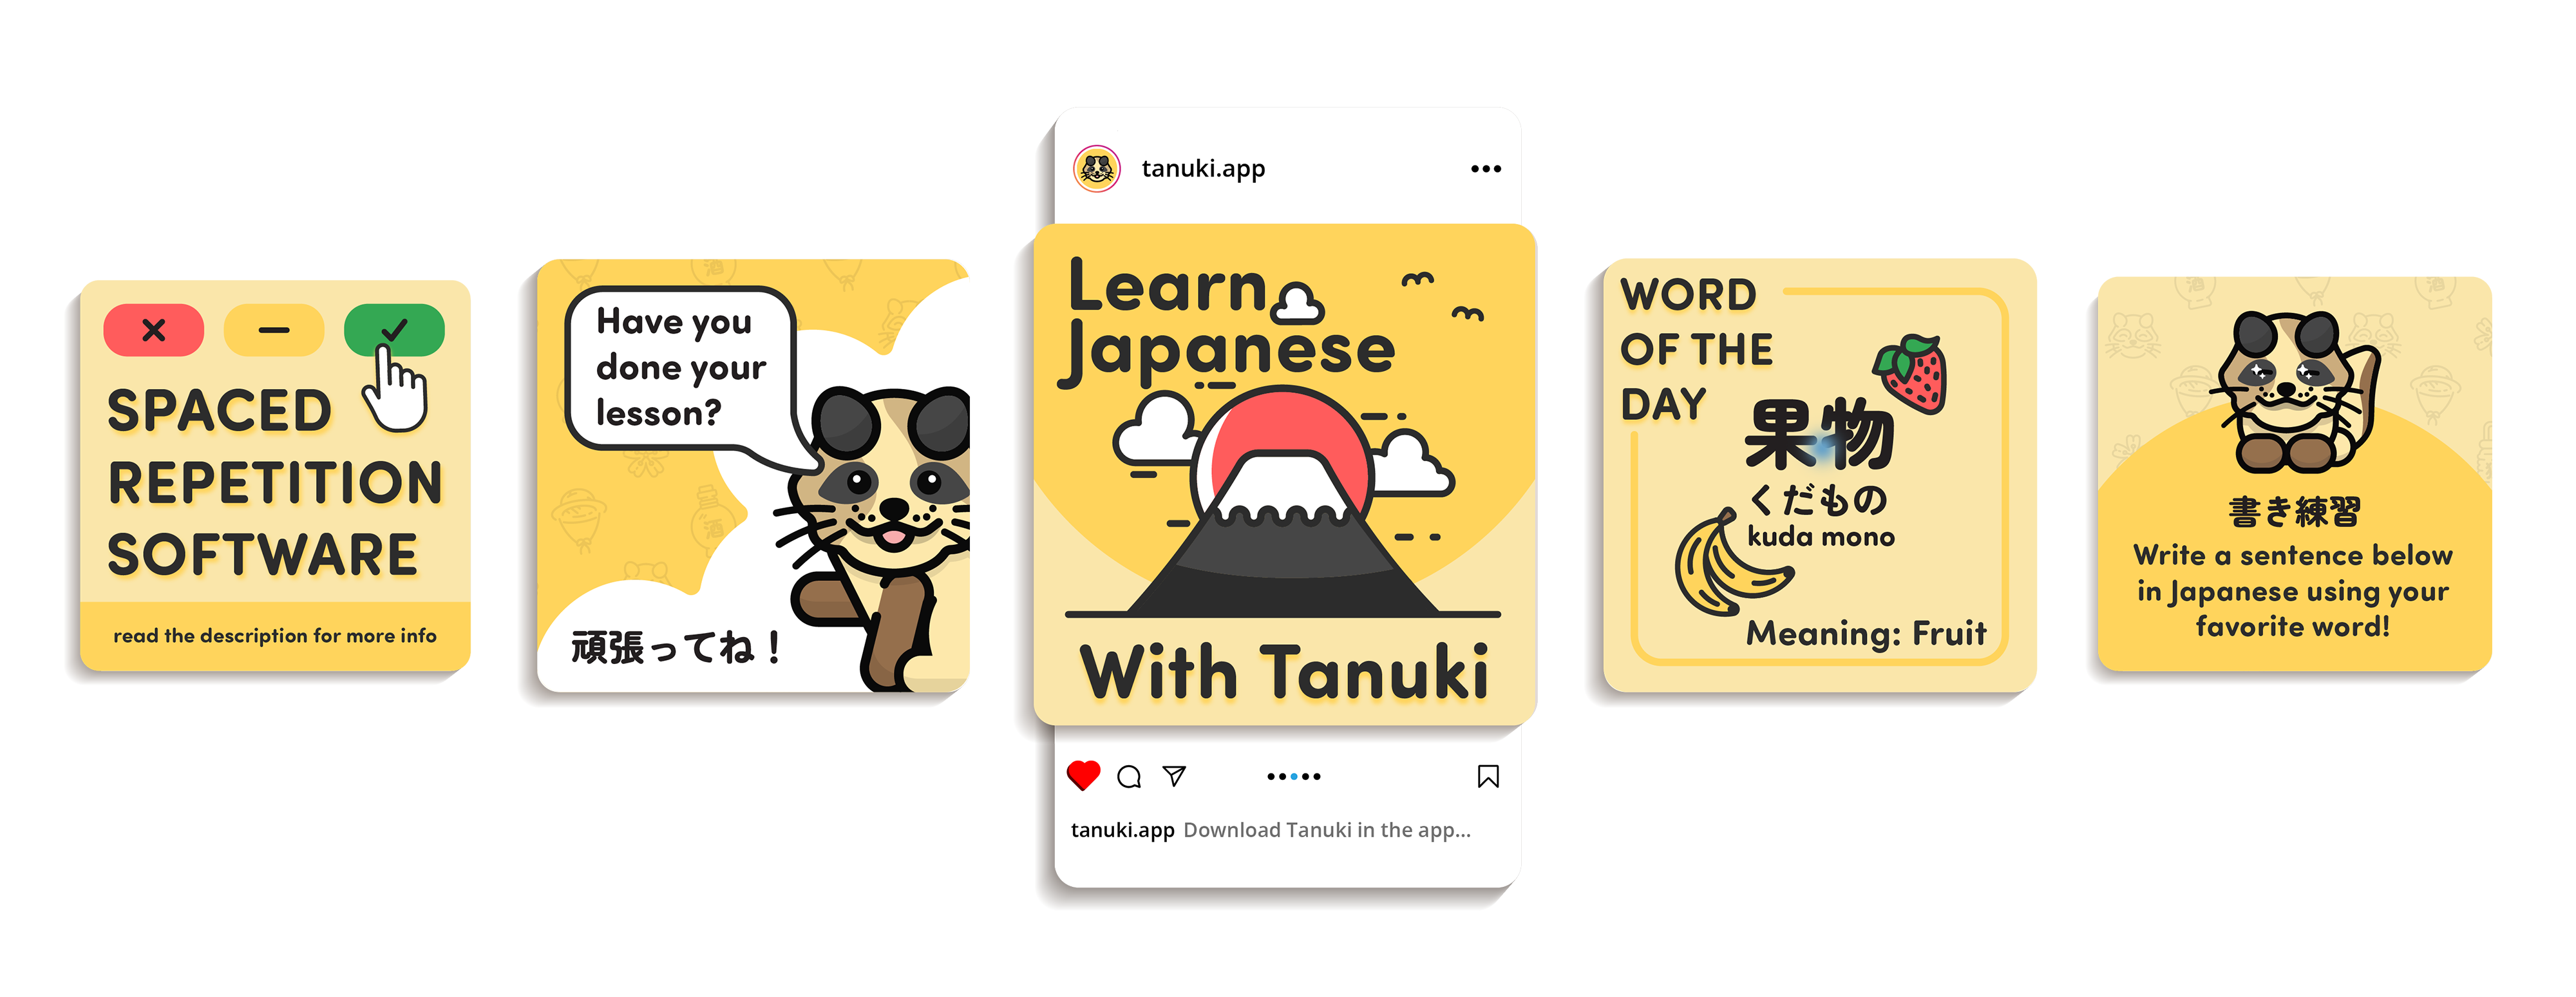 SPACED
REPETITION
SOFTWARE
read the description for more info
Have you
done your
lesson?
頑張ってね！
tanuki.app
Learn
Japanese
With Tanuki
tanuki.app Download Tanuki in the app...
WORD
OF THE
DAY
果物
くだもの
kuda mono
Meaning: Fruit
酒
酒
酒
書き練習
Write a sentence below
in Japanese using your
favorite word!